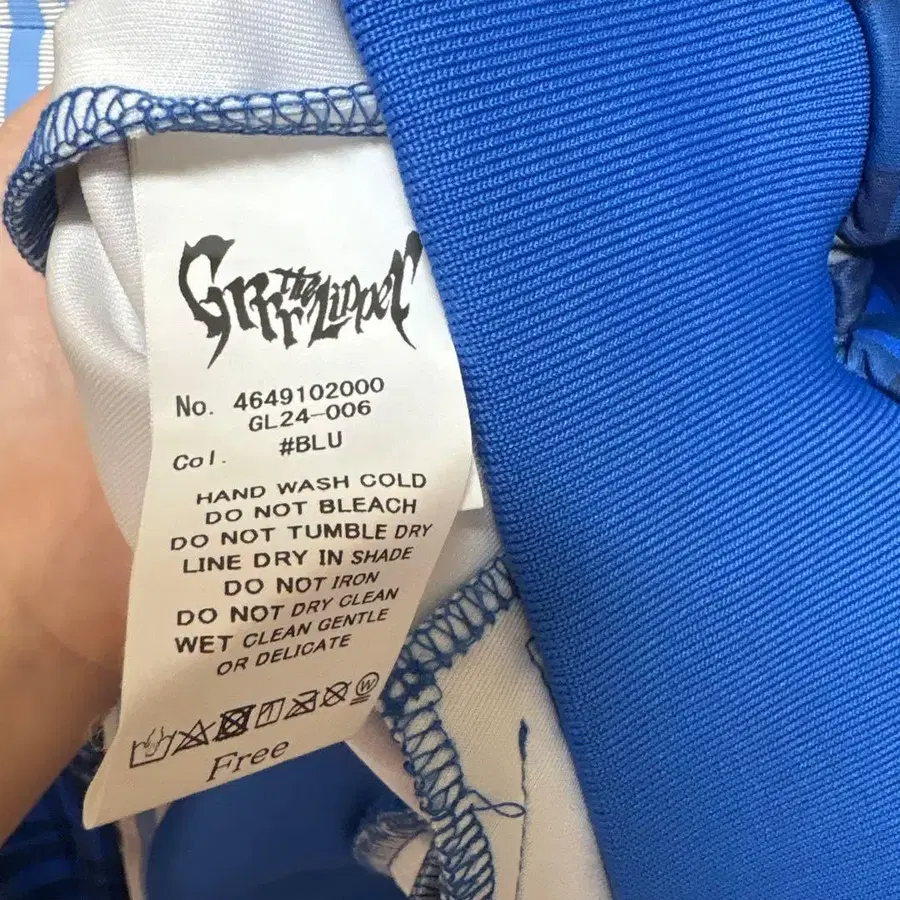 Grrrl the Zipper
No. 4649102000
GL24-006
Col. #BLU
HAND WASH COLD
DO NOT BLEACH
DO NOT TUMBLE DRY
LINE DRY IN SHADE
DO NOT IRON
DO NOT DRY CLEAN
WET CLEAN GENTLE
OR DELICATE
W
Free